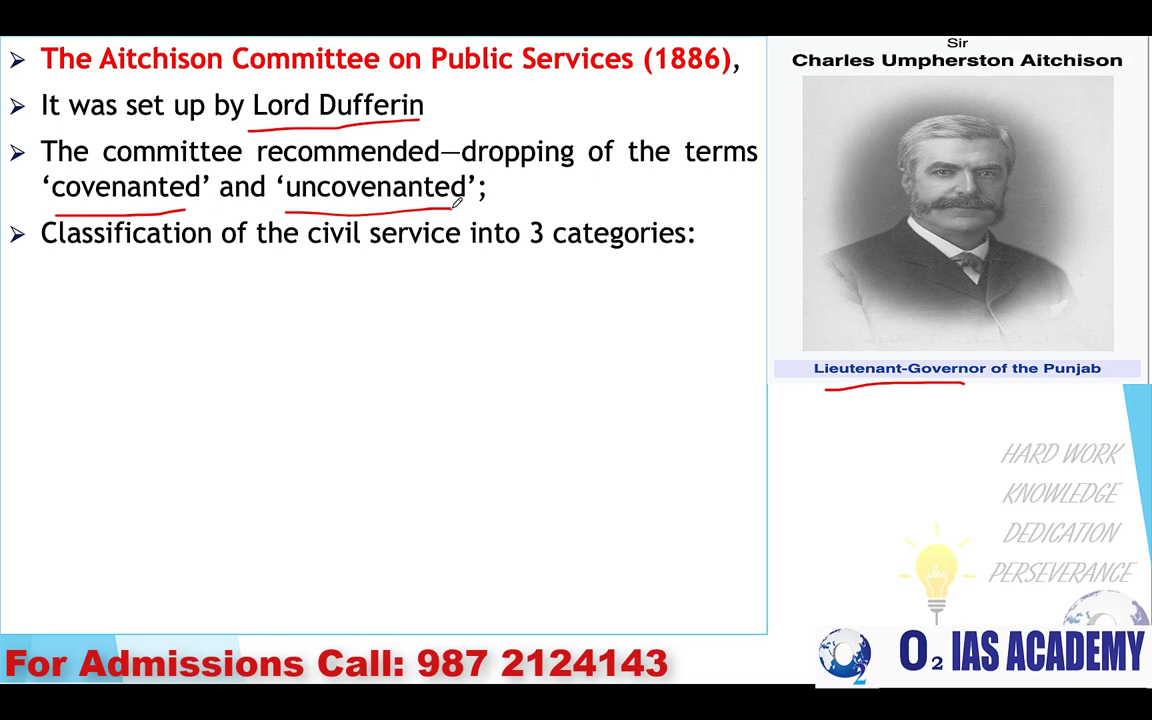 ➢ The Aitchison Committee on Public Services (1886),
➢ It was set up by Lord Dufferin
➢ The committee recommended—dropping of the terms
‘covenanted’ and ‘uncovenanted’;
➢ Classification of the civil service into 3 categories:
Sir
Charles Umpherston Aitchison
Lieutenant-Governor of the Punjab
HARD WORK
KNOWLEDGE
DEDICATION
PERSEVERANCE
idea
For Admissions Call: 987 2124143
O2
O2 IAS ACADEMY